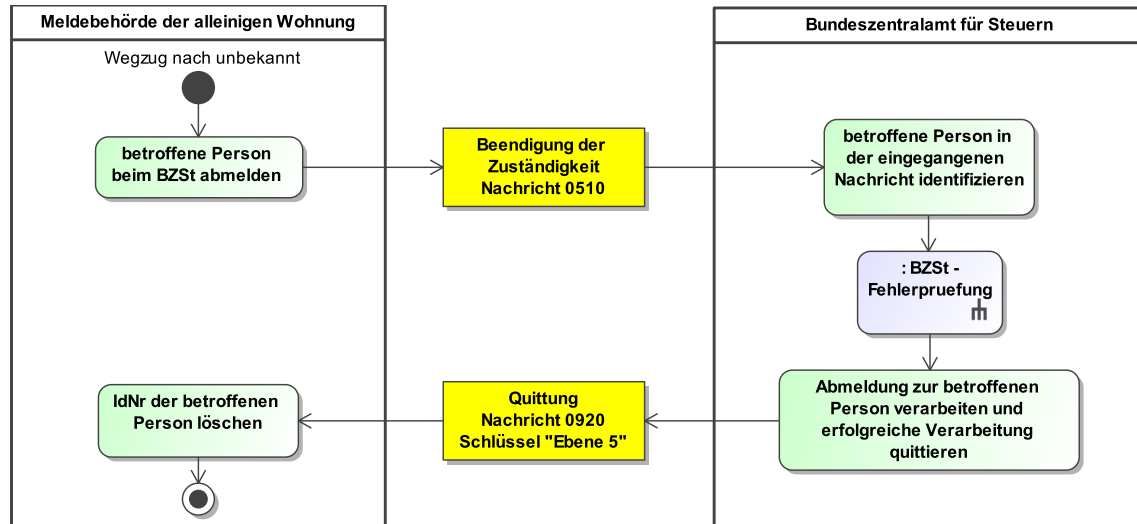 Meldebehörde der alleinigen Wohnung
Bundeszentralamt für Steuern
Wegzug nach unbekannt
betroffene Person
beim BZSt abmelden
Beendigung der
Zuständigkeit
Nachricht 0510
betroffene Person in
der eingegangenen
Nachricht identifizieren
: BZSt -
Fehlerpruefung
Abmeldung zur betroffenen
Person verarbeiten und
erfolgreiche Verarbeitung
quittieren
Quittung
Nachricht 0920
Schlüssel "Ebene 5"
IdNr der betroffenen
Person löschen